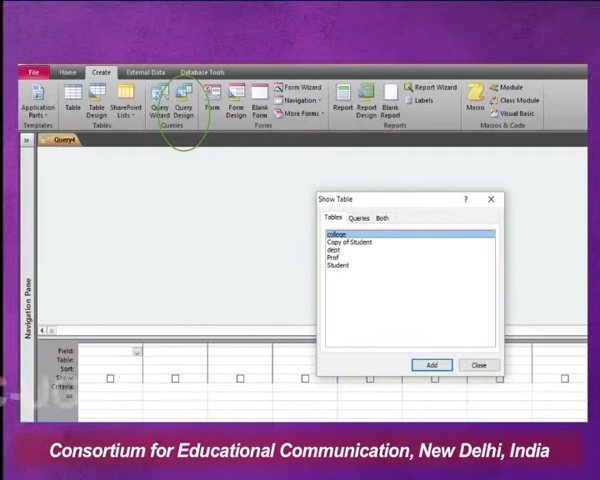 File Home Create External Data Database Tools
Application Parts Table Table Design SharePoint Lists Query Wizard Query Design Form Form Design Blank Form Form Wizard Navigation More Forms Report Report Design Blank Report Report Wizard Labels Macro Module Class Module Visual Basic
Templates Tables Queries Forms Reports Macros & Code
Query4
Show Table ?
Tables Queries Both
college
Copy of Student
dept
Prof
Student
Navigation Pane
Add Close
Field:
Table:
Sort:
Show
Criteria:
or:
Consortium for Educational Communication, New Delhi, India